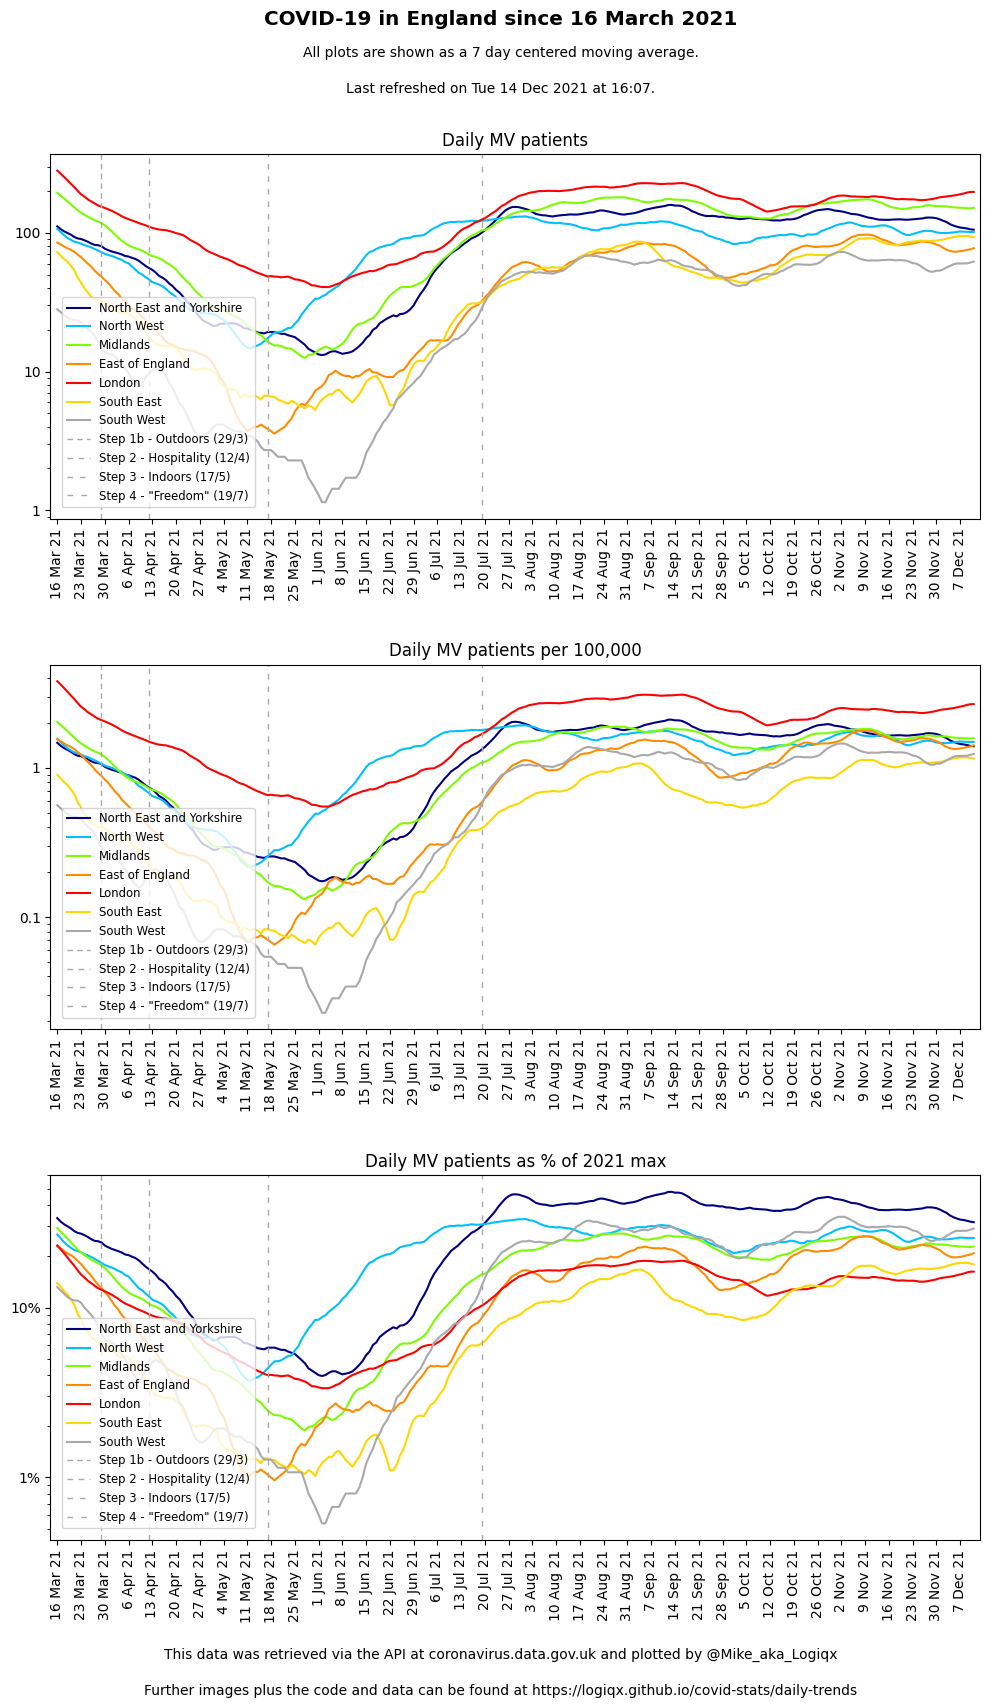 COVID-19 in England since 16 March 2021
All plots are shown as a 7 day centered moving average.
Last refreshed on Tue 14 Dec 2021 at 16:07.
Daily MV patients
100
10
1
North East and Yorkshire
North West
Midlands
East of England
London
South East
South West
Step 1b - Outdoors (29/3)
Step 2 - Hospitality (12/4)
Step 3 - Indoors (17/5)
Step 4 - "Freedom" (19/7)
16 Mar 21
23 Mar 21
30 Mar 21
6 Apr 21
13 Apr 21
20 Apr 21
27 Apr 21
4 May 21
11 May 21
18 May 21
25 May 21
1 Jun 21
8 Jun 21
15 Jun 21
22 Jun 21
29 Jun 21
6 Jul 21
13 Jul 21
20 Jul 21
27 Jul 21
3 Aug 21
10 Aug 21
17 Aug 21
24 Aug 21
31 Aug 21
7 Sep 21
14 Sep 21
21 Sep 21
28 Sep 21
5 Oct 21
12 Oct 21
19 Oct 21
26 Oct 21
2 Nov 21
9 Nov 21
16 Nov 21
23 Nov 21
30 Nov 21
7 Dec 21
Daily MV patients per 100,000
1
0.1
North East and Yorkshire
North West
Midlands
East of England
London
South East
South West
Step 1b - Outdoors (29/3)
Step 2 - Hospitality (12/4)
Step 3 - Indoors (17/5)
Step 4 - "Freedom" (19/7)
16 Mar 21
23 Mar 21
30 Mar 21
6 Apr 21
13 Apr 21
20 Apr 21
27 Apr 21
4 May 21
11 May 21
18 May 21
25 May 21
1 Jun 21
8 Jun 21
15 Jun 21
22 Jun 21
29 Jun 21
6 Jul 21
13 Jul 21
20 Jul 21
27 Jul 21
3 Aug 21
10 Aug 21
17 Aug 21
24 Aug 21
31 Aug 21
7 Sep 21
14 Sep 21
21 Sep 21
28 Sep 21
5 Oct 21
12 Oct 21
19 Oct 21
26 Oct 21
2 Nov 21
9 Nov 21
16 Nov 21
23 Nov 21
30 Nov 21
7 Dec 21
Daily MV patients as % of 2021 max
10%
1%
North East and Yorkshire
North West
Midlands
East of England
London
South East
South West
Step 1b - Outdoors (29/3)
Step 2 - Hospitality (12/4)
Step 3 - Indoors (17/5)
Step 4 - "Freedom" (19/7)
16 Mar 21
23 Mar 21
30 Mar 21
6 Apr 21
13 Apr 21
20 Apr 21
27 Apr 21
4 May 21
11 May 21
18 May 21
25 May 21
1 Jun 21
8 Jun 21
15 Jun 21
22 Jun 21
29 Jun 21
6 Jul 21
13 Jul 21
20 Jul 21
27 Jul 21
3 Aug 21
10 Aug 21
17 Aug 21
24 Aug 21
31 Aug 21
7 Sep 21
14 Sep 21
21 Sep 21
28 Sep 21
5 Oct 21
12 Oct 21
19 Oct 21
26 Oct 21
2 Nov 21
9 Nov 21
16 Nov 21
23 Nov 21
30 Nov 21
7 Dec 21
This data was retrieved via the API at coronavirus.data.gov.uk and plotted by @Mike_aka_Logiqx
Further images plus the code and data can be found at https://logiqx.github.io/covid-stats/daily-trends